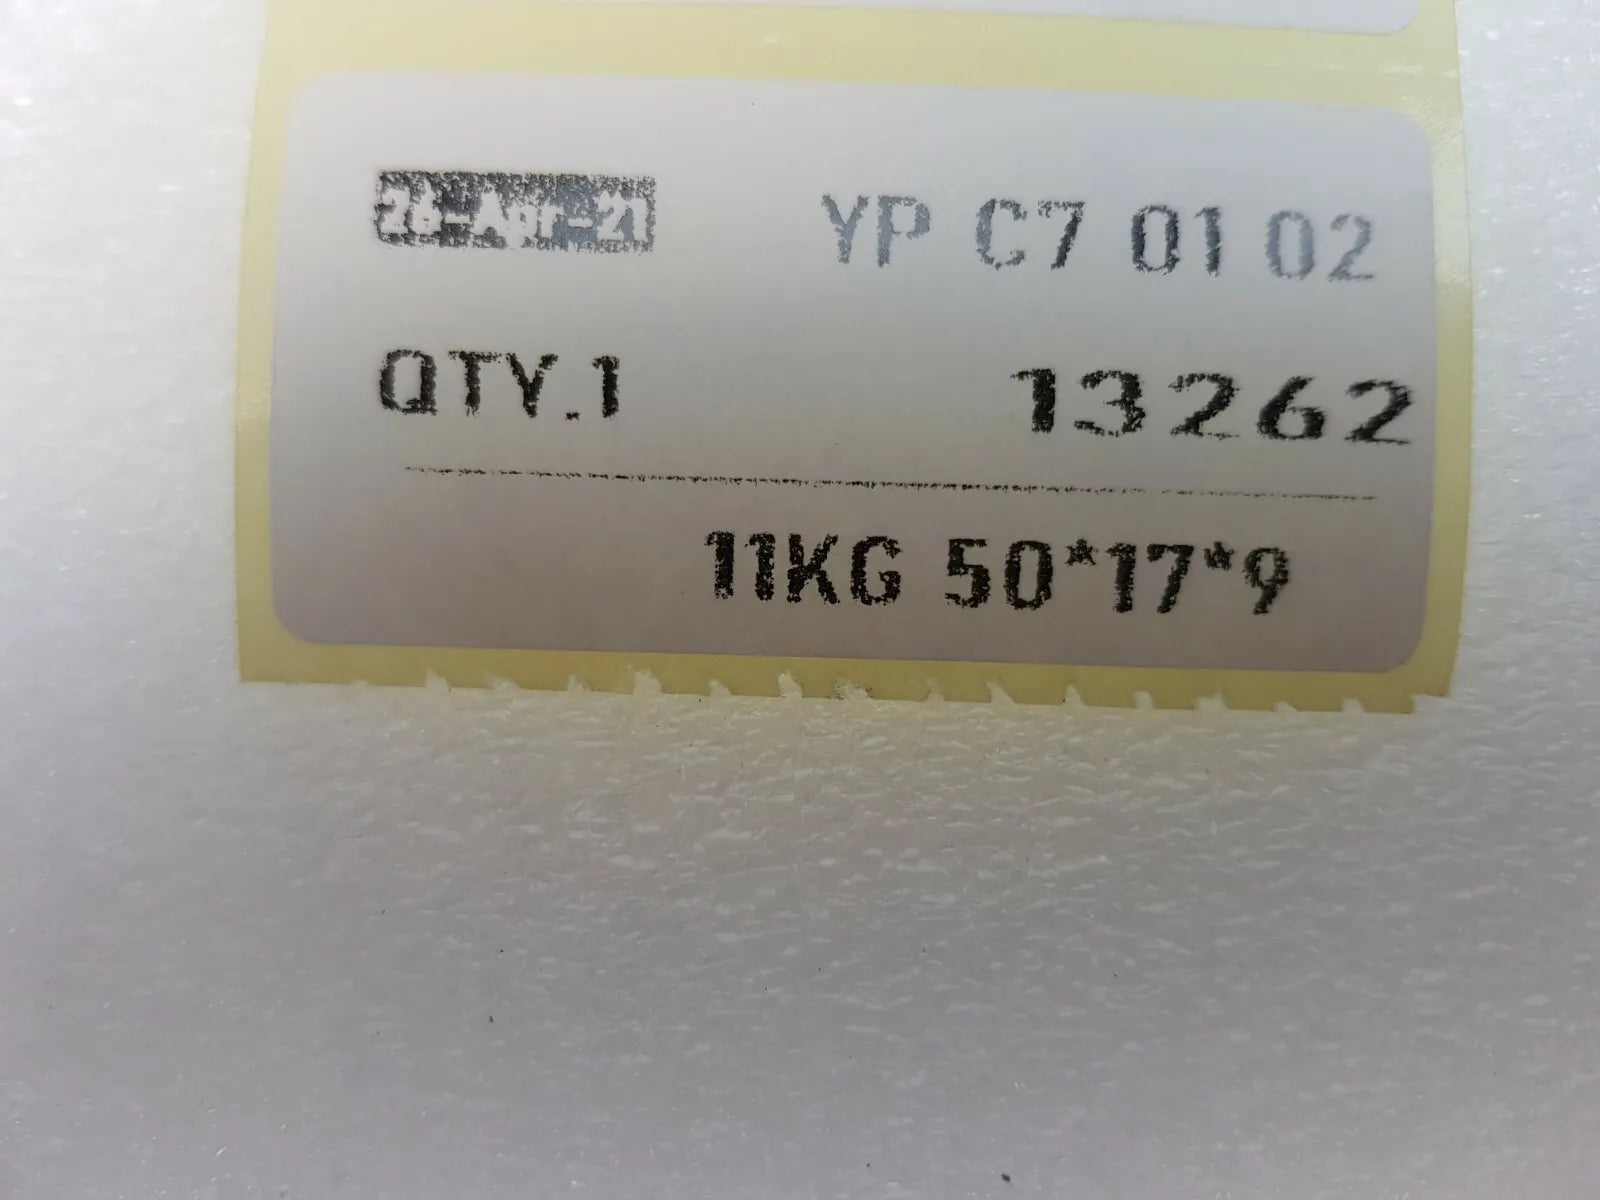 26-Apr-21 YP C7 01 02
QTY.1 13262
11KG 50*17*9